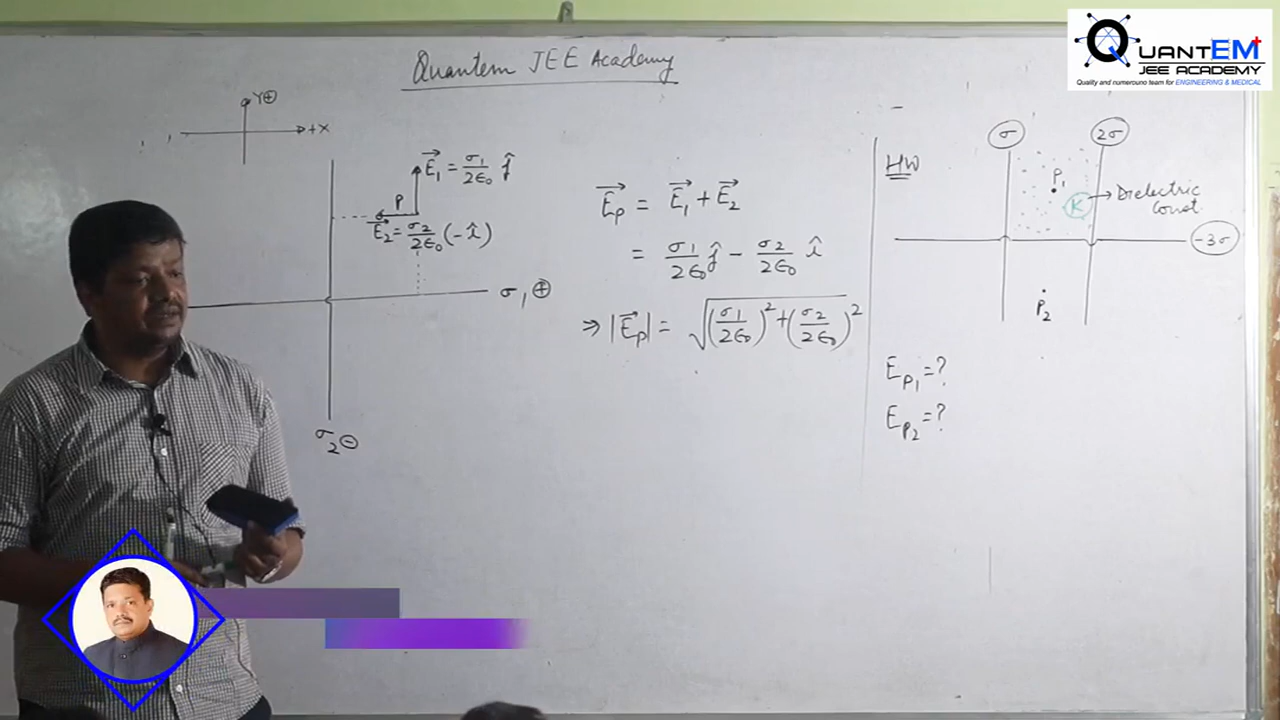 QUANTEM
JEE ACADEMY
Quality and numerouno team for ENGINEERING & MEDICAL
Quantem JEE Academy
Y⊕
+X
E⃗₁ = σ₁/2ε₀ ĵ
P
E⃗₂ = σ₂/2ε₀ (-î)
σ₁ ⊕
σ₂ ⊖
E⃗p = E⃗₁ + E⃗₂
= σ₁/2ε₀ ĵ - σ₂/2ε₀ î
⇒ |E⃗p| = √((σ₁/2ε₀)² + (σ₂/2ε₀)²)
HW
σ
2σ
P₁
K → Dielectric
Const.
-3σ
P₂
E_P₁ = ?
E_P₂ = ?